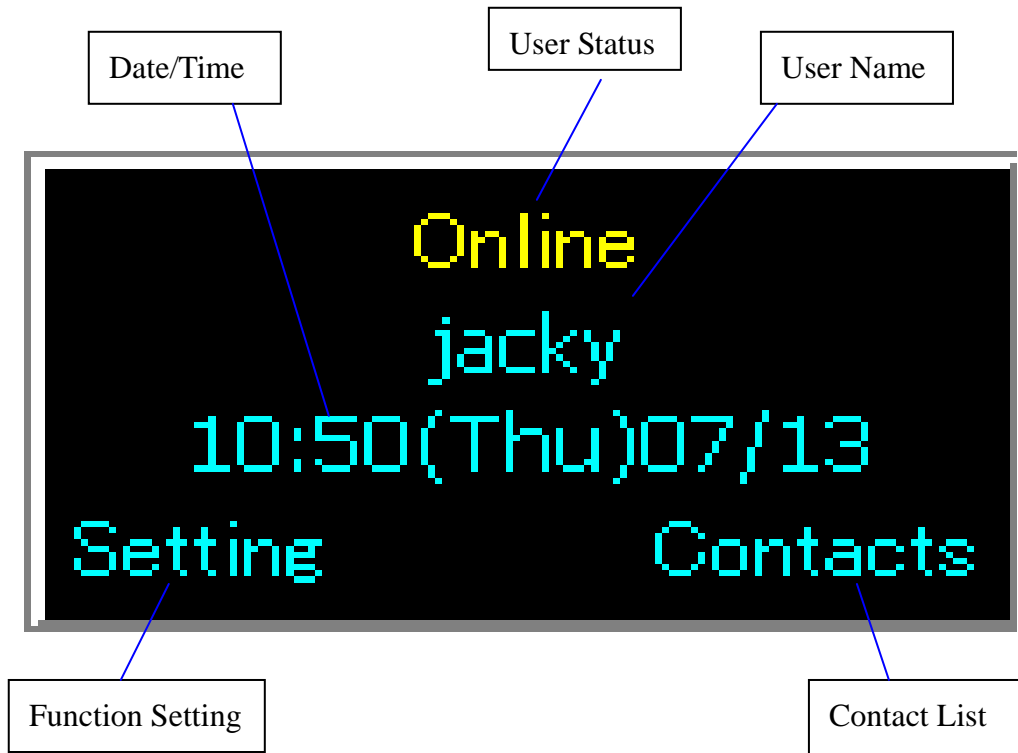 User Status
Date/Time
User Name
Online
jacky
10:50(Thu)07/13
Setting
Contacts
Function Setting
Contact List